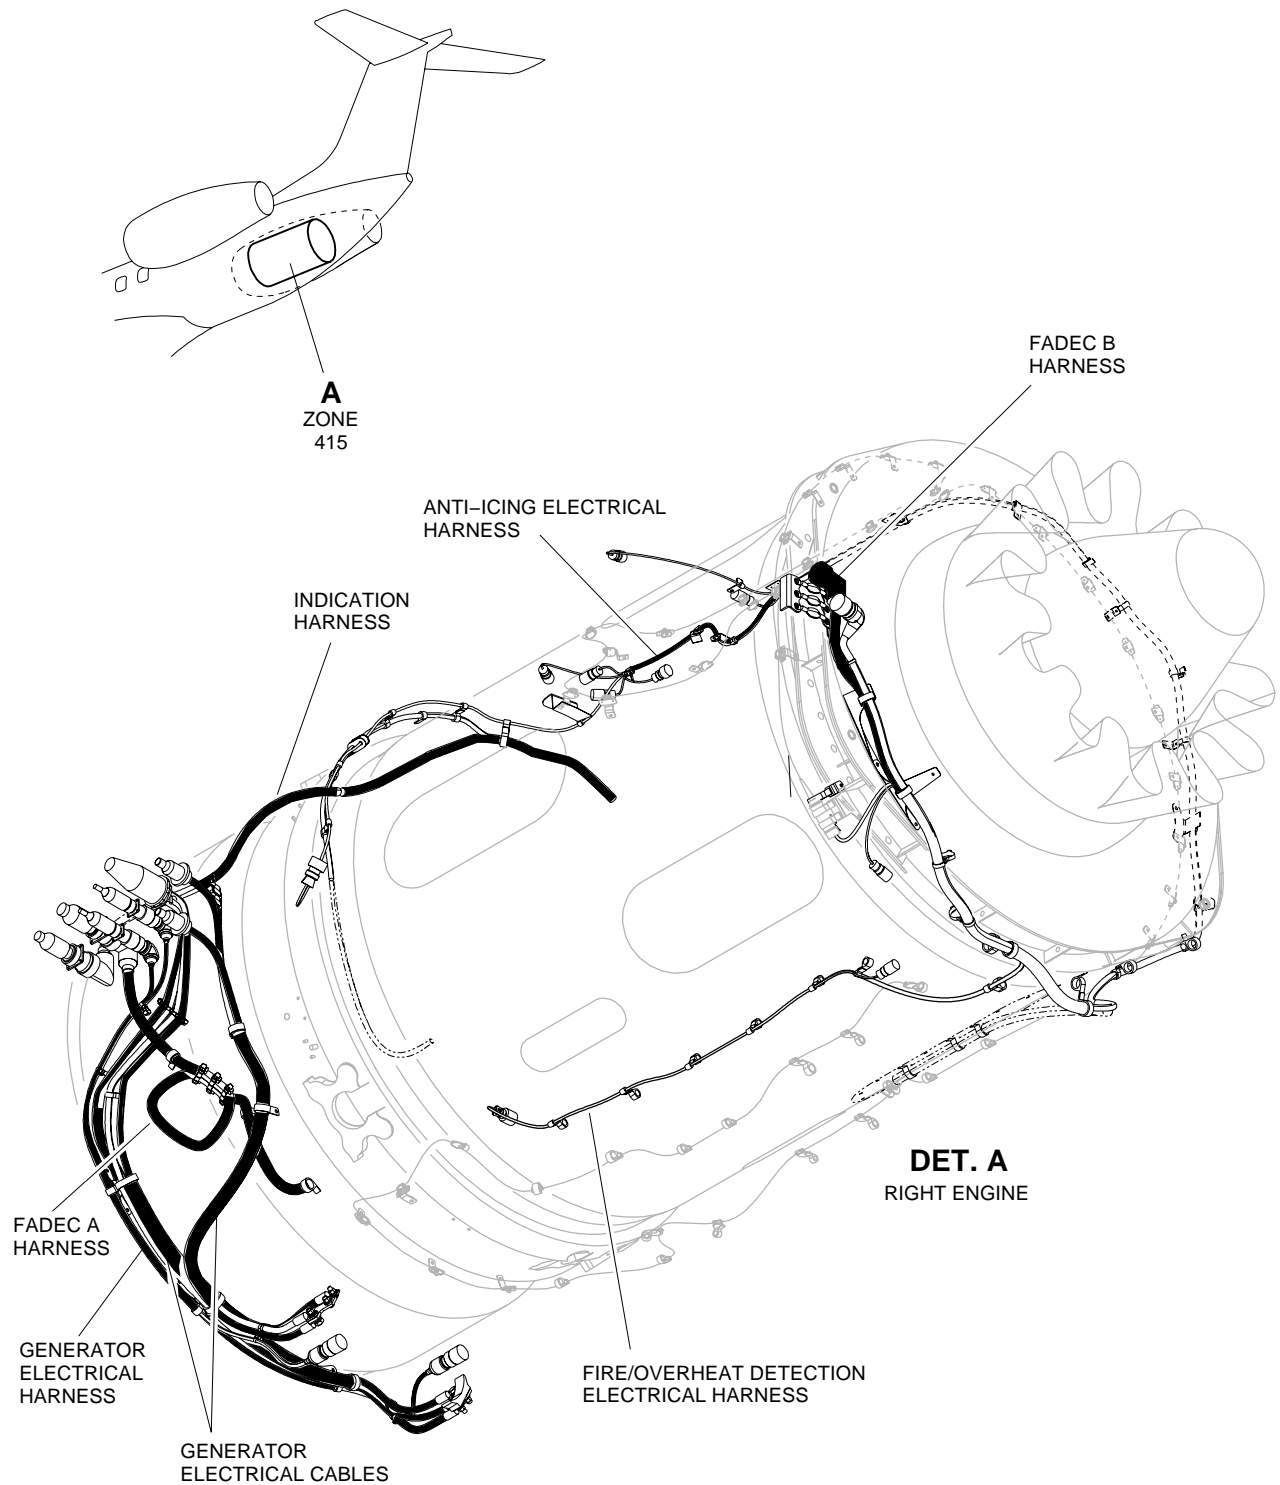 A
ZONE
415
FADEC B
HARNESS
ANTI–ICING ELECTRICAL
HARNESS
INDICATION
HARNESS
DET. A
RIGHT ENGINE
FADEC A
HARNESS
GENERATOR
ELECTRICAL
HARNESS
FIRE/OVERHEAT DETECTION
ELECTRICAL HARNESS
GENERATOR
ELECTRICAL CABLES